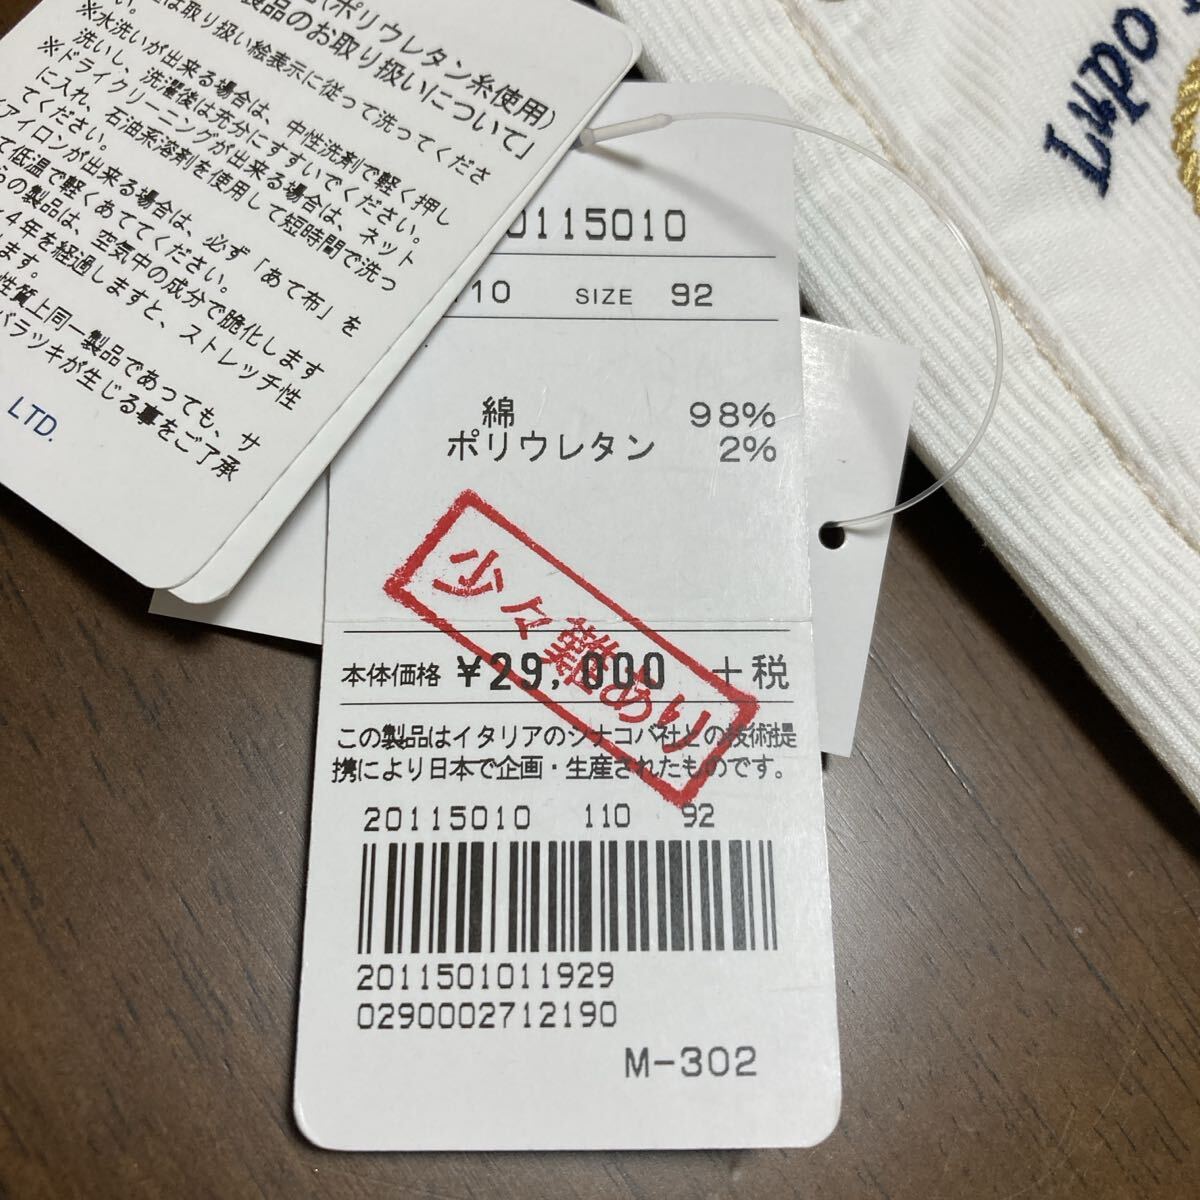 (ポリウレタン糸使用)
製品のお取り扱いについて」
は取り扱い絵表示に従って洗ってくださ
い。
※水洗いが出来る場合は、中性洗剤で軽く押し
洗いし、洗濯後は充分にすすいでください。
※ドライクリーニングが出来る場合は、ネット
に入れ、石油系溶剤を使用して短時間で洗っ
てください。
アイロンが出来る場合は、必ず「あて布」を
て低温で軽くあててください。
らの製品は、空気中の成分で脆化します
4年を経過しますと、ストレッチ性
ます。
性質上同一製品であっても、サ
バラツキが生じる事をご了承
LTD.
Lupo
0115010
110 SIZE 92
綿 98%
ポリウレタン 2%
少々難あり
本体価格 ¥29,000 +税
この製品はイタリアのシナコバ社との技術提
携により日本で企画・生産されたものです。
20115010 110 92
2011501011929
0290002712190
M-302